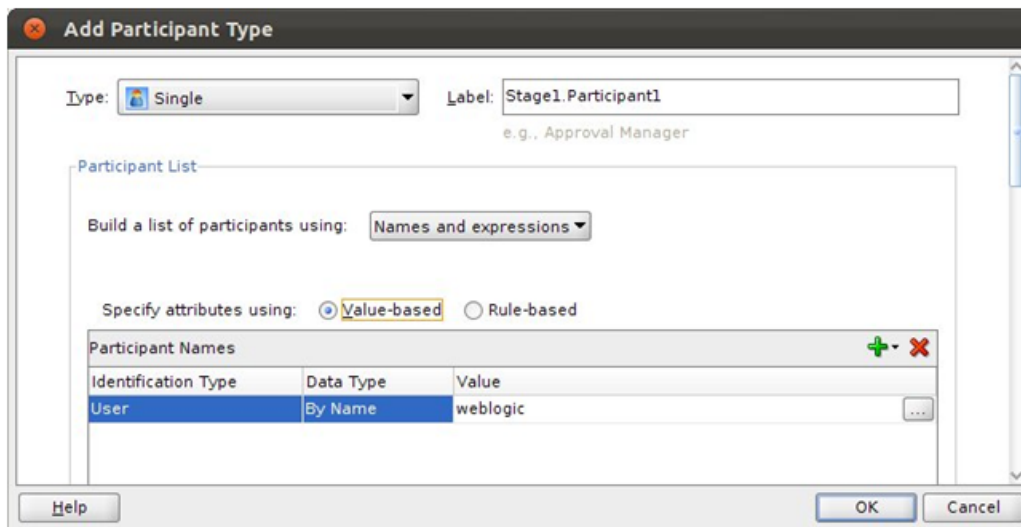 Add Participant Type
Type: Single Label: Stage1.Participant1
e.g., Approval Manager
Participant List
Build a list of participants using: Names and expressions
Specify attributes using: Value-based Rule-based
Participant Names
Identification Type Data Type Value
User By Name weblogic ...
Help OK Cancel